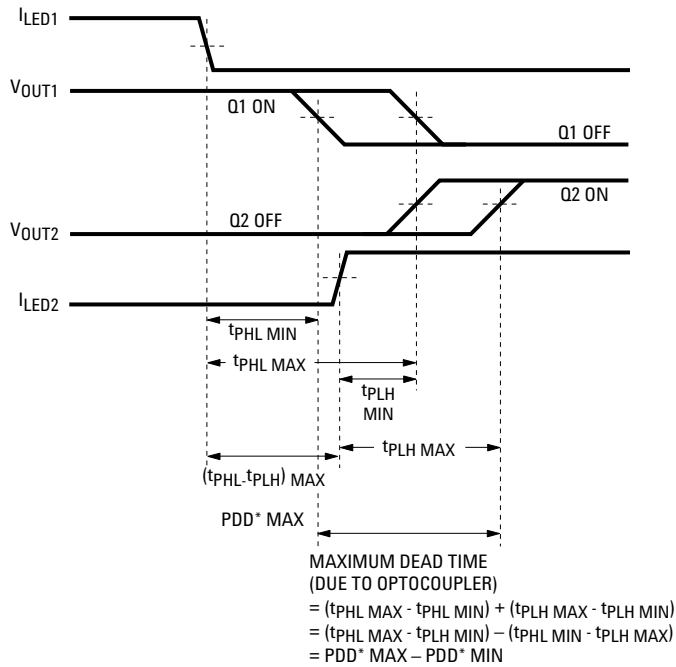 ILED1
VOUT1
Q1 ON
Q1 OFF
Q2 ON
Q2 OFF
VOUT2
ILED2
tPHL MIN
tPHL MAX
tPLH
MIN
tPLH MAX
(tPHL-tPLH) MAX
PDD* MAX
MAXIMUM DEAD TIME
(DUE TO OPTOCOUPLER)
= (tPHL MAX - tPHL MIN) + (tPLH MAX - tPLH MIN)
= (tPHL MAX - tPLH MIN) – (tPHL MIN - tPLH MAX)
= PDD* MAX – PDD* MIN